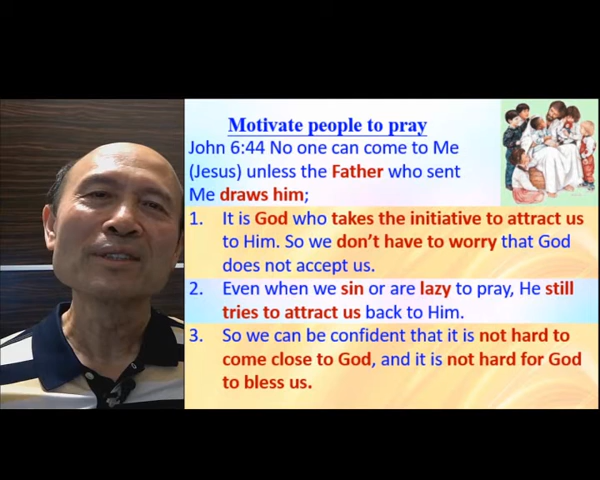 Motivate people to pray
John 6:44 No one can come to Me
(Jesus) unless the Father who sent
Me draws him;
1. It is God who takes the initiative to attract us
to Him. So we don't have to worry that God
does not accept us.
2. Even when we sin or are lazy to pray, He still
tries to attract us back to Him.
3. So we can be confident that it is not hard to
come close to God, and it is not hard for God
to bless us.